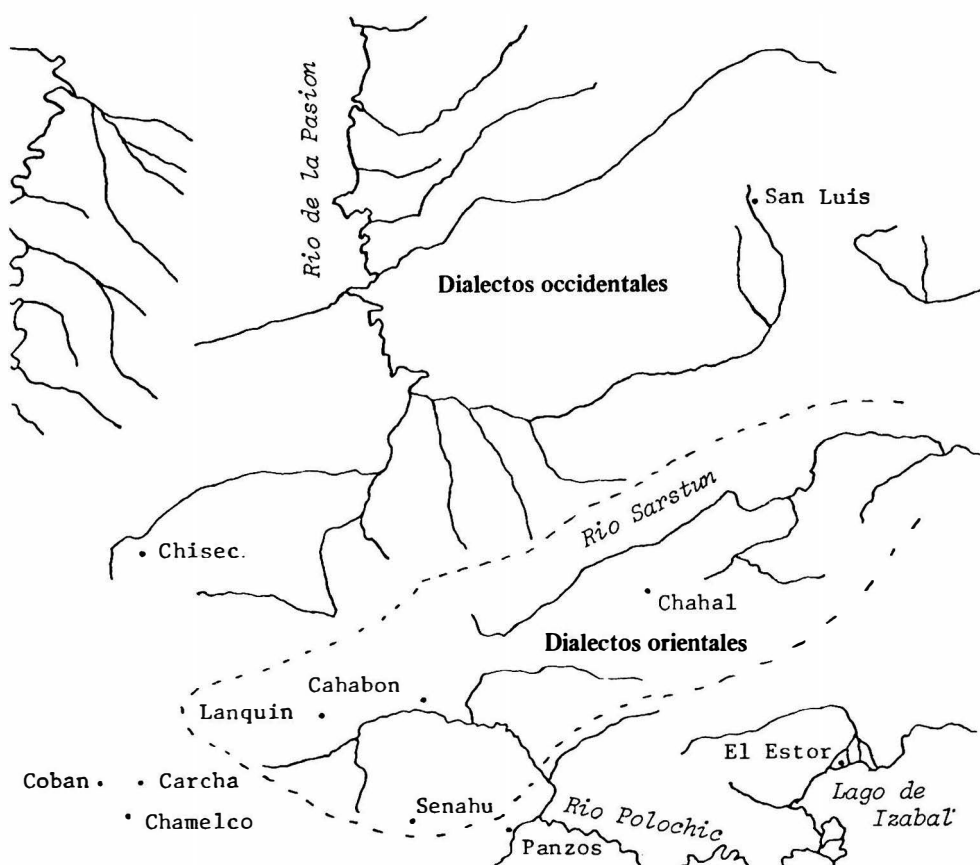 Rio de la Pasion
San Luis
Dialectos occidentales
Rio Sarstun
Chisec.
Chahal
Dialectos orientales
Cahabon
Lanquin
El Estor
Coban
Carcha
Lago de
Izabal
Chamelco
Senahu
Rio Polochic
Panzos